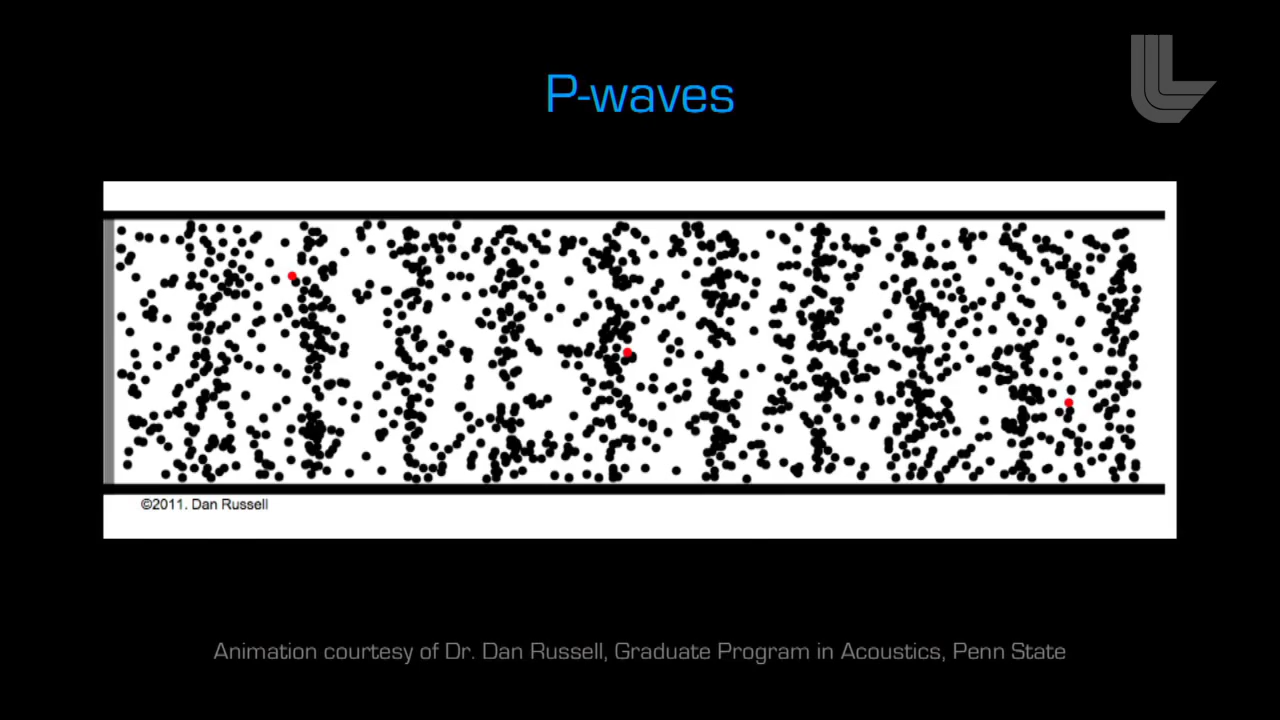 P-waves
©2011. Dan Russell
Animation courtesy of Dr. Dan Russell, Graduate Program in Acoustics, Penn State